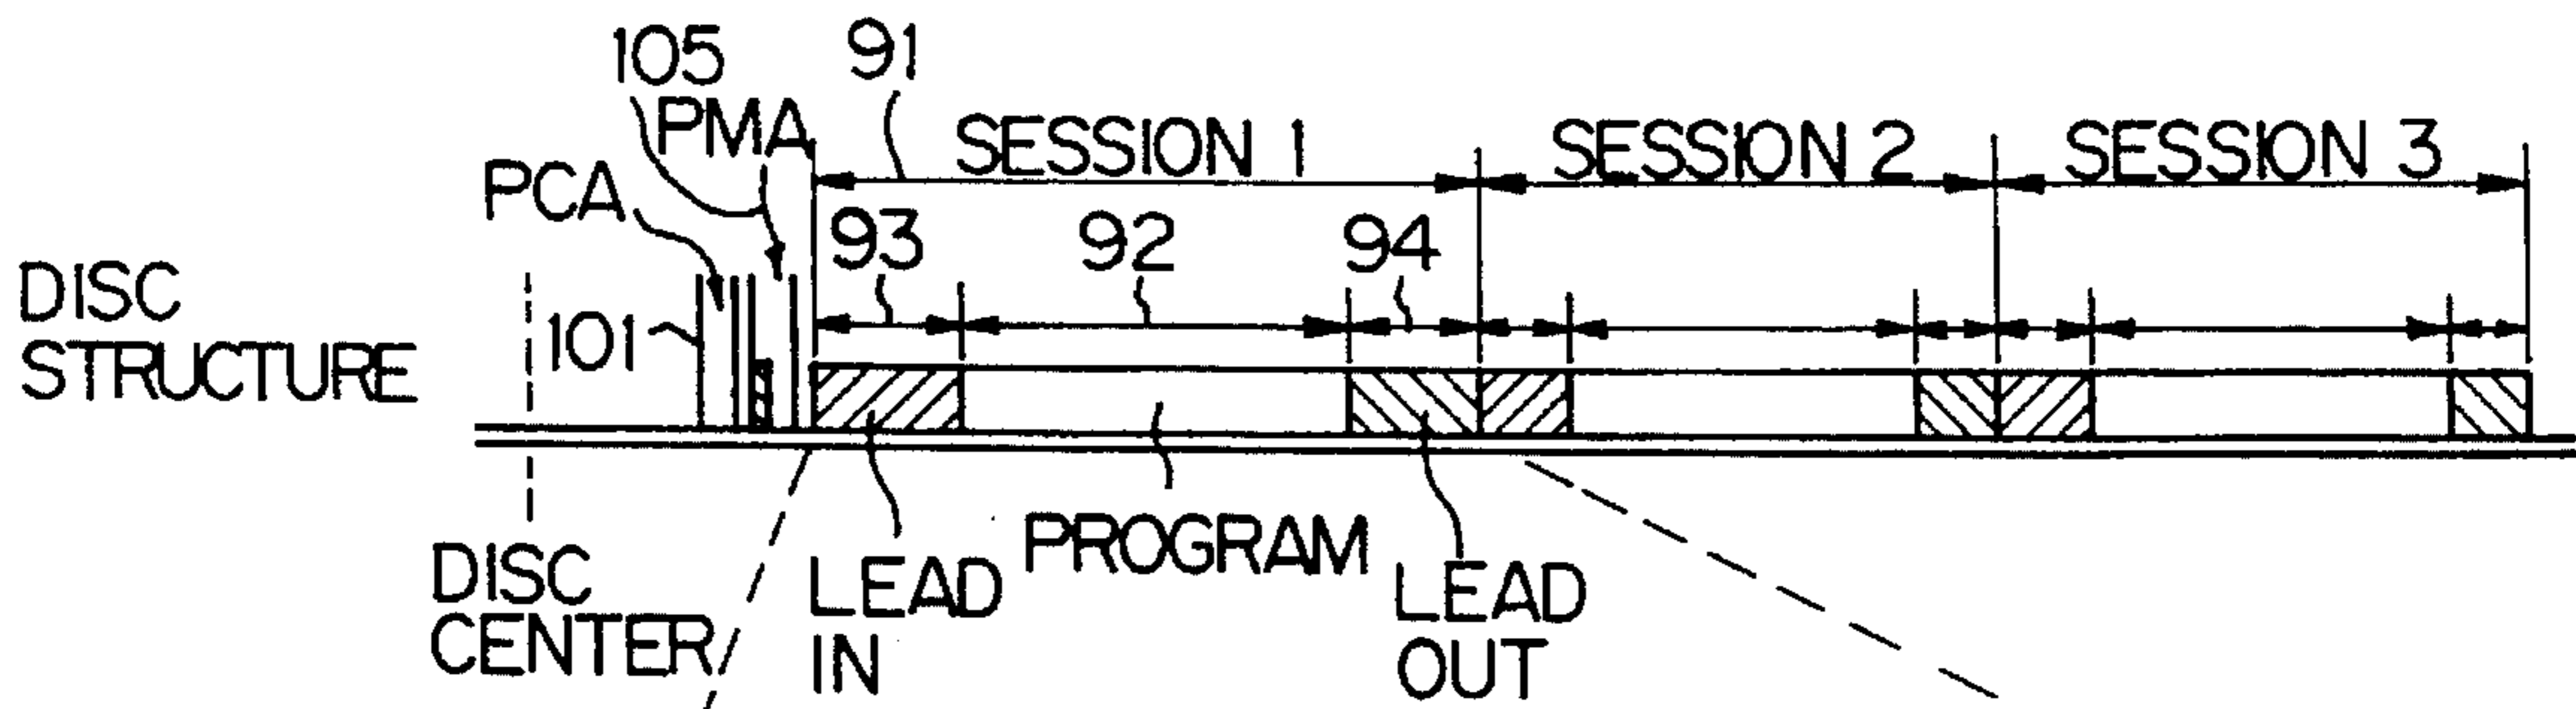 105
91
PMA
SESSION 1
SESSION 2
SESSION 3
PCA
93
92
94
DISC
STRUCTURE
101
DISC
CENTER
LEAD
IN
PROGRAM
LEAD
OUT